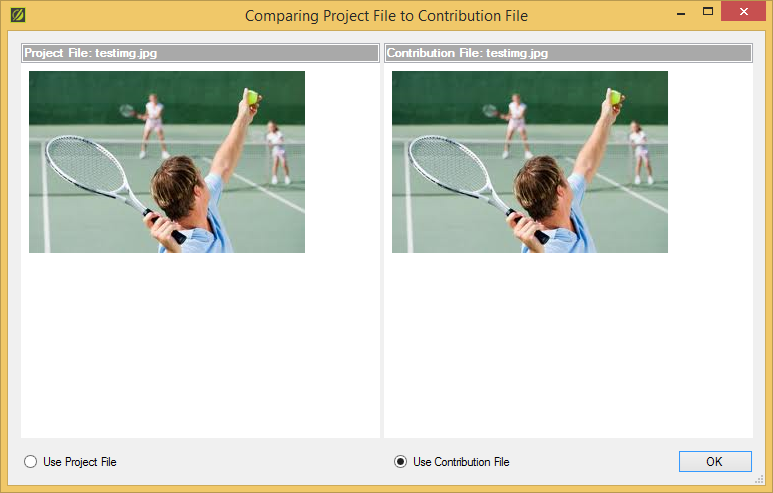 Comparing Project File to Contribution File
Project File: testimg.jpg
Contribution File: testimg.jpg
Use Project File
Use Contribution File
OK